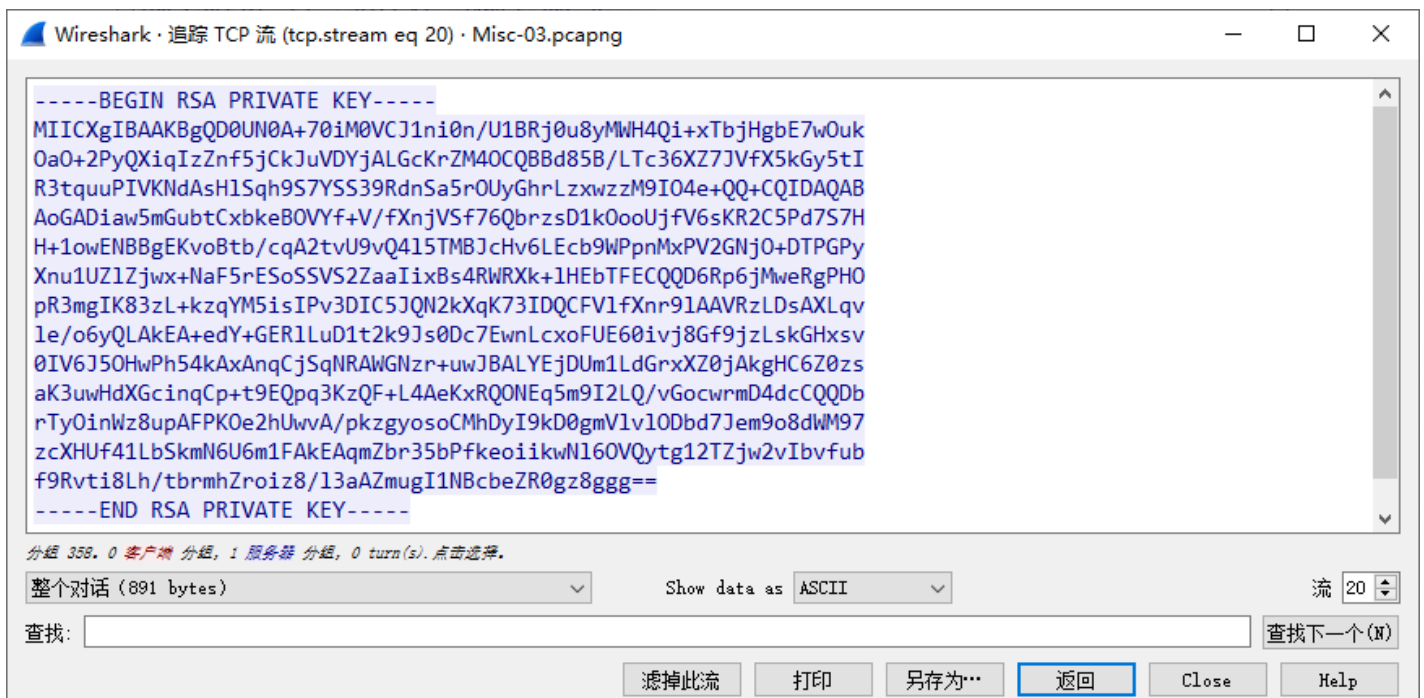 Wireshark · 追踪 TCP 流 (tcp.stream eq 20) · Misc-03.pcapng
-----BEGIN RSA PRIVATE KEY-----
MIICXgIBAAKBgQD0UN0A+70iM0VCJ1ni0n/U1BRj0u8yMWH4Qi+xTbjHgbE7wOuk
OaO+2PyQXiqIzZnf5jCkJuVDYjALGcKrZM4OCQBBd85B/LTc36XZ7JVfX5kGy5tI
R3tquuPIVKNdAsHlSqh9S7YSS39RdnSa5rOUyGhrLzxwzzM9IO4e+QQ+CQIDAQAB
AoGADiaw5mGubtCxbkeBOVYf+V/fXnjVSf76QbrzsD1kOooUjfV6sKR2C5Pd7S7H
H+1owENBBgEKvoBtb/cqA2tvU9vQ4l5TMBJcHv6LEcb9WPpnMxPV2GNjO+DTPGPy
Xnu1UZlZjwx+NaF5rESoSSVS2ZaaIixBs4RWRXk+lHEbTFECQQD6Rp6jMweRgPHO
pR3mgIK83zL+kzqYM5isIPv3DIC5JQN2kXqK73IDQCFVlfXnr9lAAVRzLDsAXLqv
le/o6yQLAkEA+edY+GERlLuD1t2k9Js0Dc7EwnLcxoFUE60ivj8Gf9jzLskGHxsv
0IV6J5OHwPh54kAxAnqCjSqNRAWGNzr+uwJBALYEjDUm1LdGrxXZ0jAkgHC6Z0zs
aK3uwHdXGcinqCp+t9EQpq3KzQF+L4AeKxRQONEq5m9I2LQ/vGocwrmD4dcCQQDb
rTyOinWz8upAFPKOe2hUwvA/pkzgyosoCMhDyI9kD0gmVlvlODbd7Jem9o8dWM97
zcXHUf41LbSkmN6U6m1FAkEAqmZbr35bPfkeoiikwNl6OVQytg12TZjw2vIbvfub
f9Rvti8Lh/tbrmhZroiz8/l3aAZmugI1NBcbeZR0gz8ggg==
-----END RSA PRIVATE KEY-----
分组 358. 0 客户端 分组, 1 服务器 分组, 0 turn(s).点击选择.
整个对话 (891 bytes) Show data as ASCII 流 20
查找: 查找下一个(N)
滤掉此流 打印 另存为… 返回 Close Help